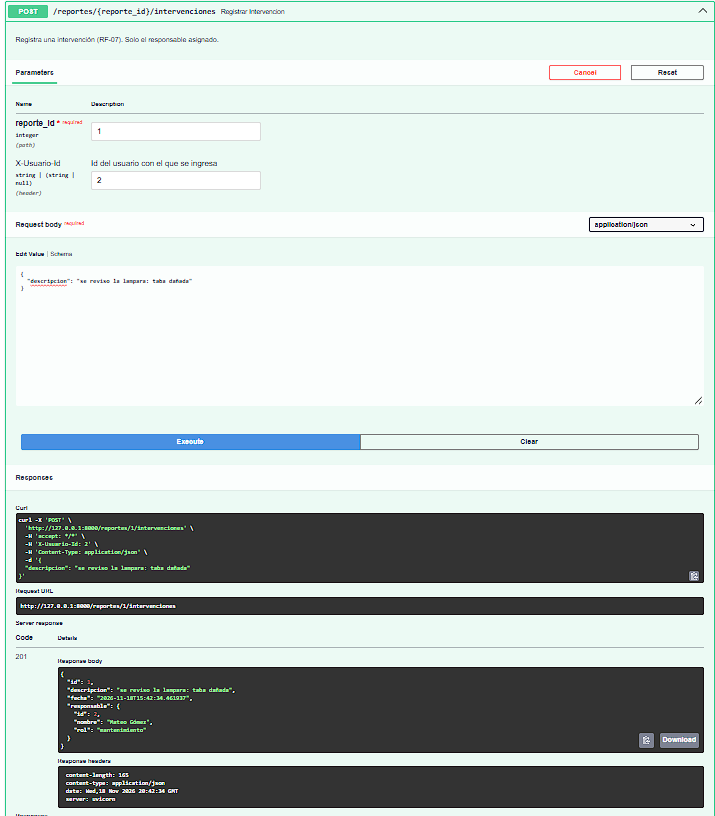 POST /reportes/{reporte_id}/intervenciones Registrar Intervencion
Registra una intervención (RF-07). Solo el responsable asignado.
Parameters
Cancel
Reset
Name Description
reporte_id * required
integer
(path)
1
X-Usuario-Id
string | (string | null)
(header)
Id del usuario con el que se ingresa
2
Request body required
application/json
Edit Value | Schema
{
"descripcion": "se reviso la lampara: taba dañada"
}
Execute
Clear
Responses
Curl
curl -X 'POST' \
'http://127.0.0.1:8000/reportes/1/intervenciones' \
-H 'accept: */*' \
-H 'X-Usuario-Id: 2' \
-H 'Content-Type: application/json' \
-d '{
"descripcion": "se reviso la lampara: taba dañada"
}'
Request URL
http://127.0.0.1:8000/reportes/1/intervenciones
Server response
Code Details
201
Response body
{
"id": 1,
"descripcion": "se reviso la lampara: taba dañada",
"fecha": "2026-11-18T15:42:34.461937",
"responsable": {
"id": 2,
"nombre": "Mateo Gómez",
"rol": "mantenimiento"
}
}
Download
Response headers
content-length: 165
content-type: application/json
date: Wed,18 Nov 2026 20:42:34 GMT
server: uvicorn
Responses